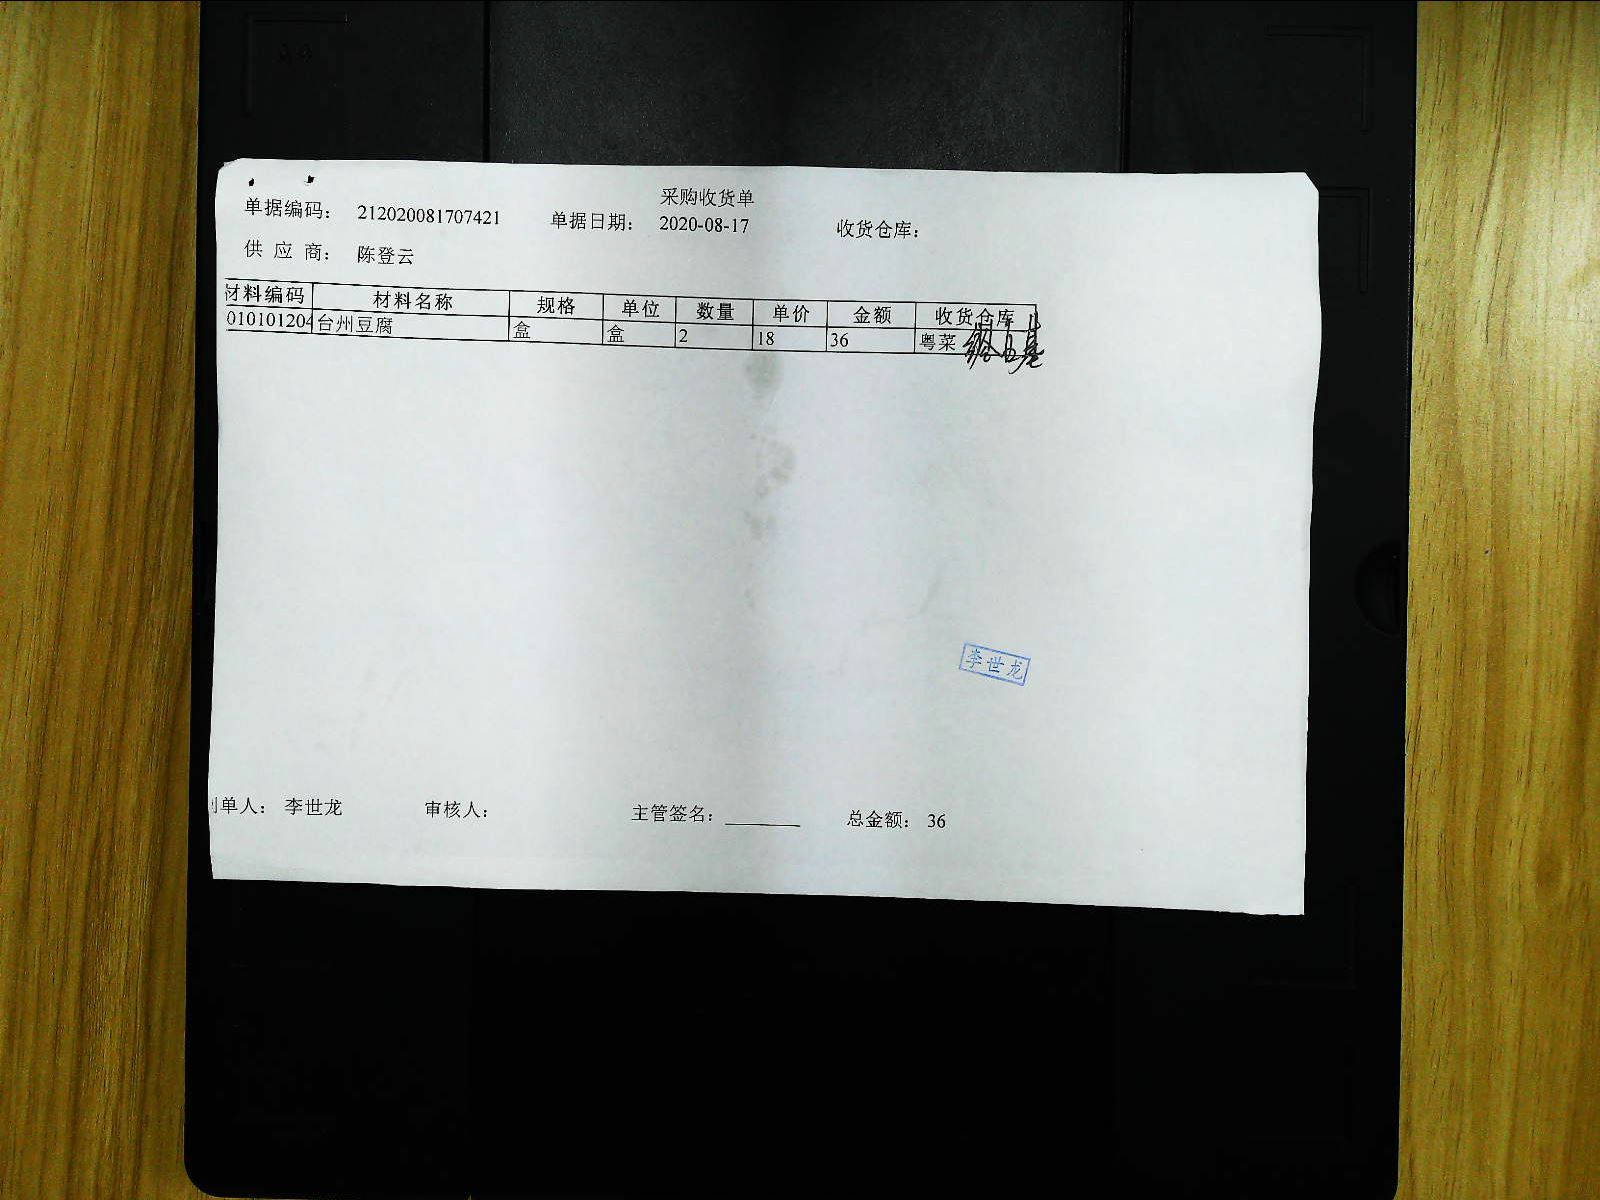 采购收货单
单据编码： 212020081707421 单据日期： 2020-08-17 收货仓库：
供 应 商： 陈登云
材料编码 材料名称 规格 单位 数量 单价 金额 收货仓库
010101204 台州豆腐 盒 盒 2 18 36 粤菜
李世龙
制单人： 李世龙 审核人： 主管签名： 总金额： 36